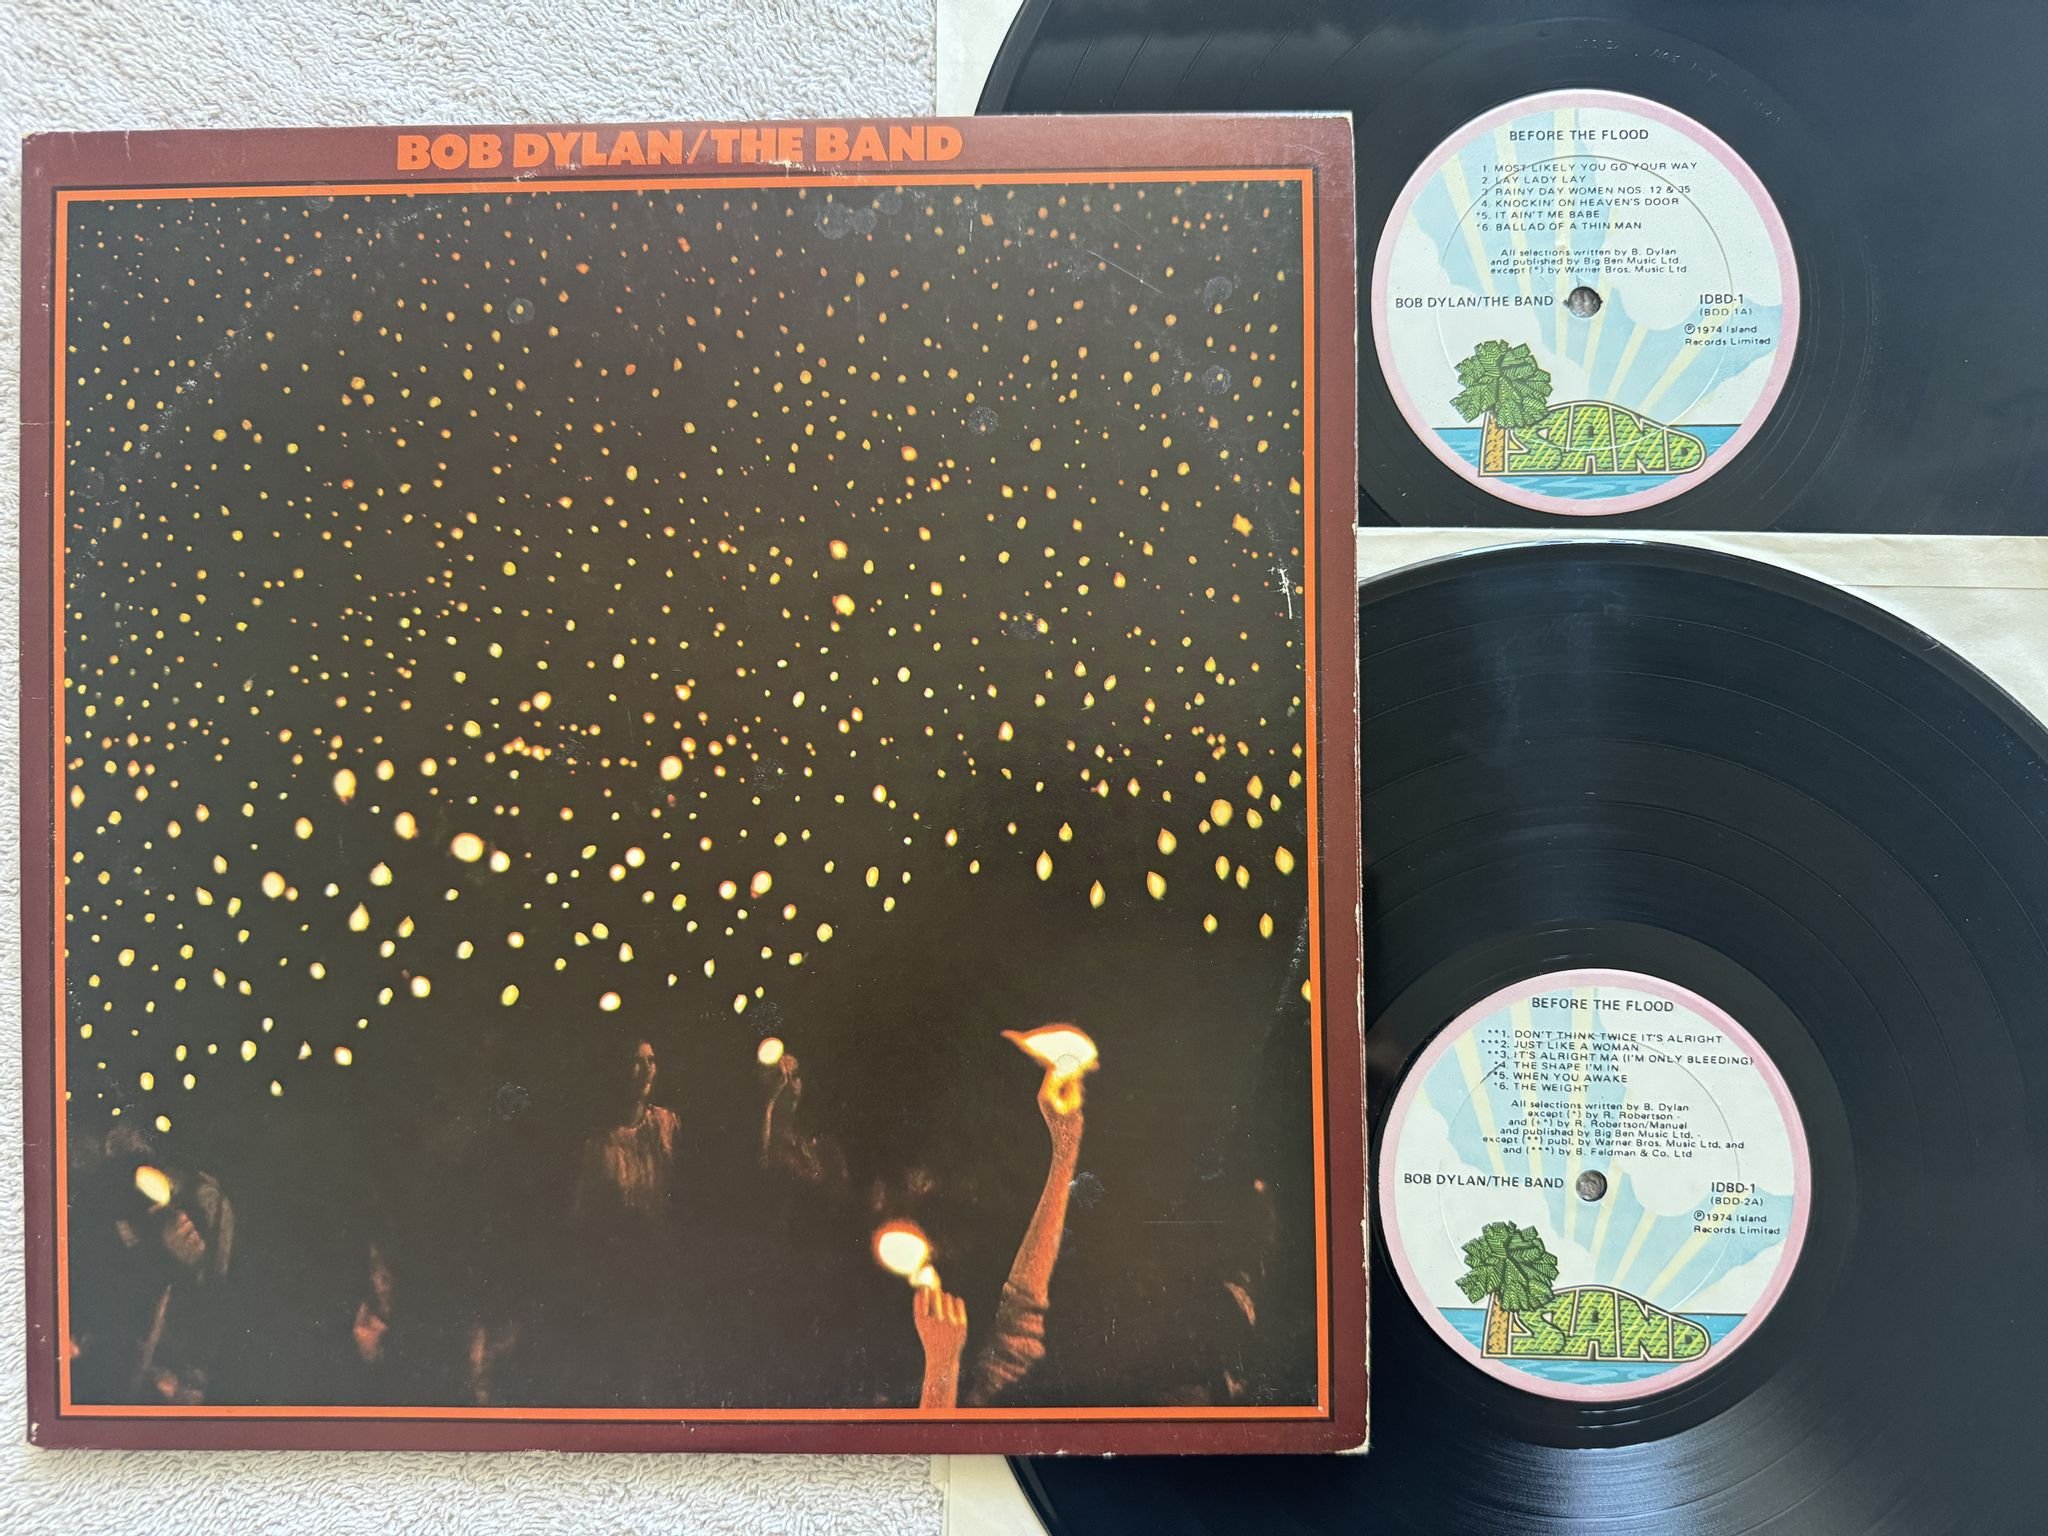 BOB DYLAN/THE BAND
BEFORE THE FLOOD
1. MOST LIKELY YOU GO YOUR WAY
2. LAY LADY LAY
3. RAINY DAY WOMEN NOS. 12 & 35
4. KNOCKIN' ON HEAVEN'S DOOR
*5. IT AIN'T ME BABE
*6. BALLAD OF A THIN MAN
All selections written by B. Dylan
and published by Big Ben Music Ltd.
except (*) by Warner Bros. Music Ltd.
BOB DYLAN/THE BAND
IDBD-1
(BDD 1A)
℗ 1974 Island
Records Limited
ISLAND
BEFORE THE FLOOD
**1. DON'T THINK TWICE IT'S ALRIGHT
***2. JUST LIKE A WOMAN
**3. IT'S ALRIGHT MA (I'M ONLY BLEEDING)
*4. THE SHAPE I'M IN
*5. WHEN YOU AWAKE
*6. THE WEIGHT
All selections written by B. Dylan
except (*) by R. Robertson
and (+*) by R. Robertson/Manuel
and published by Big Ben Music Ltd.
except (**) publ. by Warner Bros. Music Ltd. and
and (***) by B. Feldman & Co. Ltd
BOB DYLAN/THE BAND
IDBD-1
(BDD-2A)
℗ 1974 Island
Records Limited
ISLAND